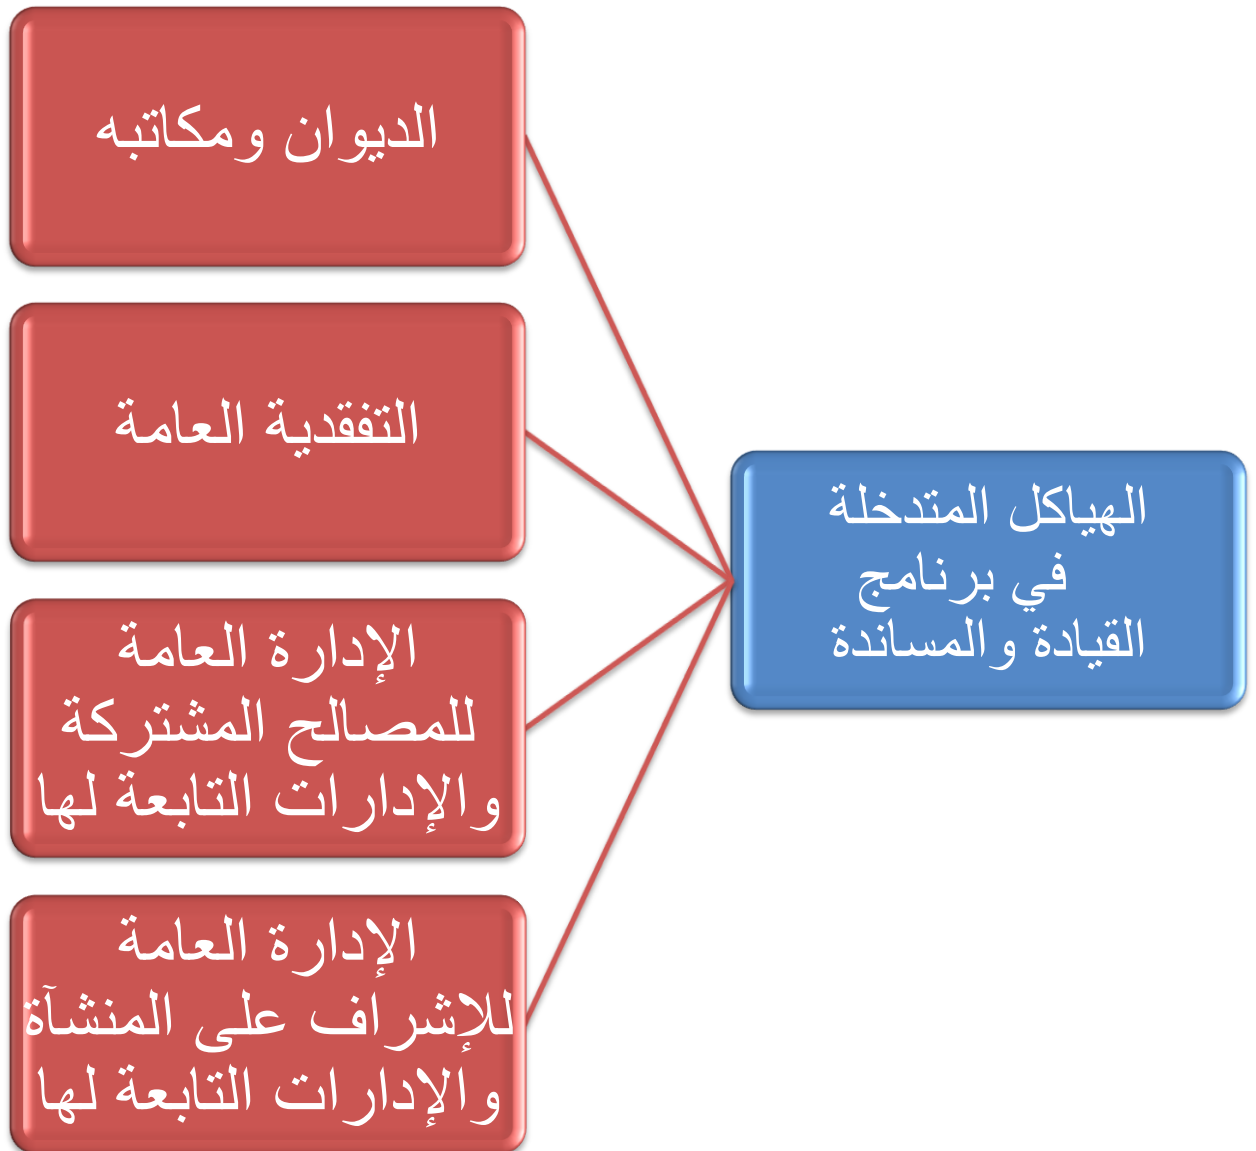 الهياكل المتدخلة
في برنامج
القيادة والمساندة
الديوان ومكاتبه
التفقدية العامة
الإدارة العامة
للمصالح المشتركة
والإدارات التابعة لها
الإدارة العامة
للإشراف على المنشآة
والإدارات التابعة لها